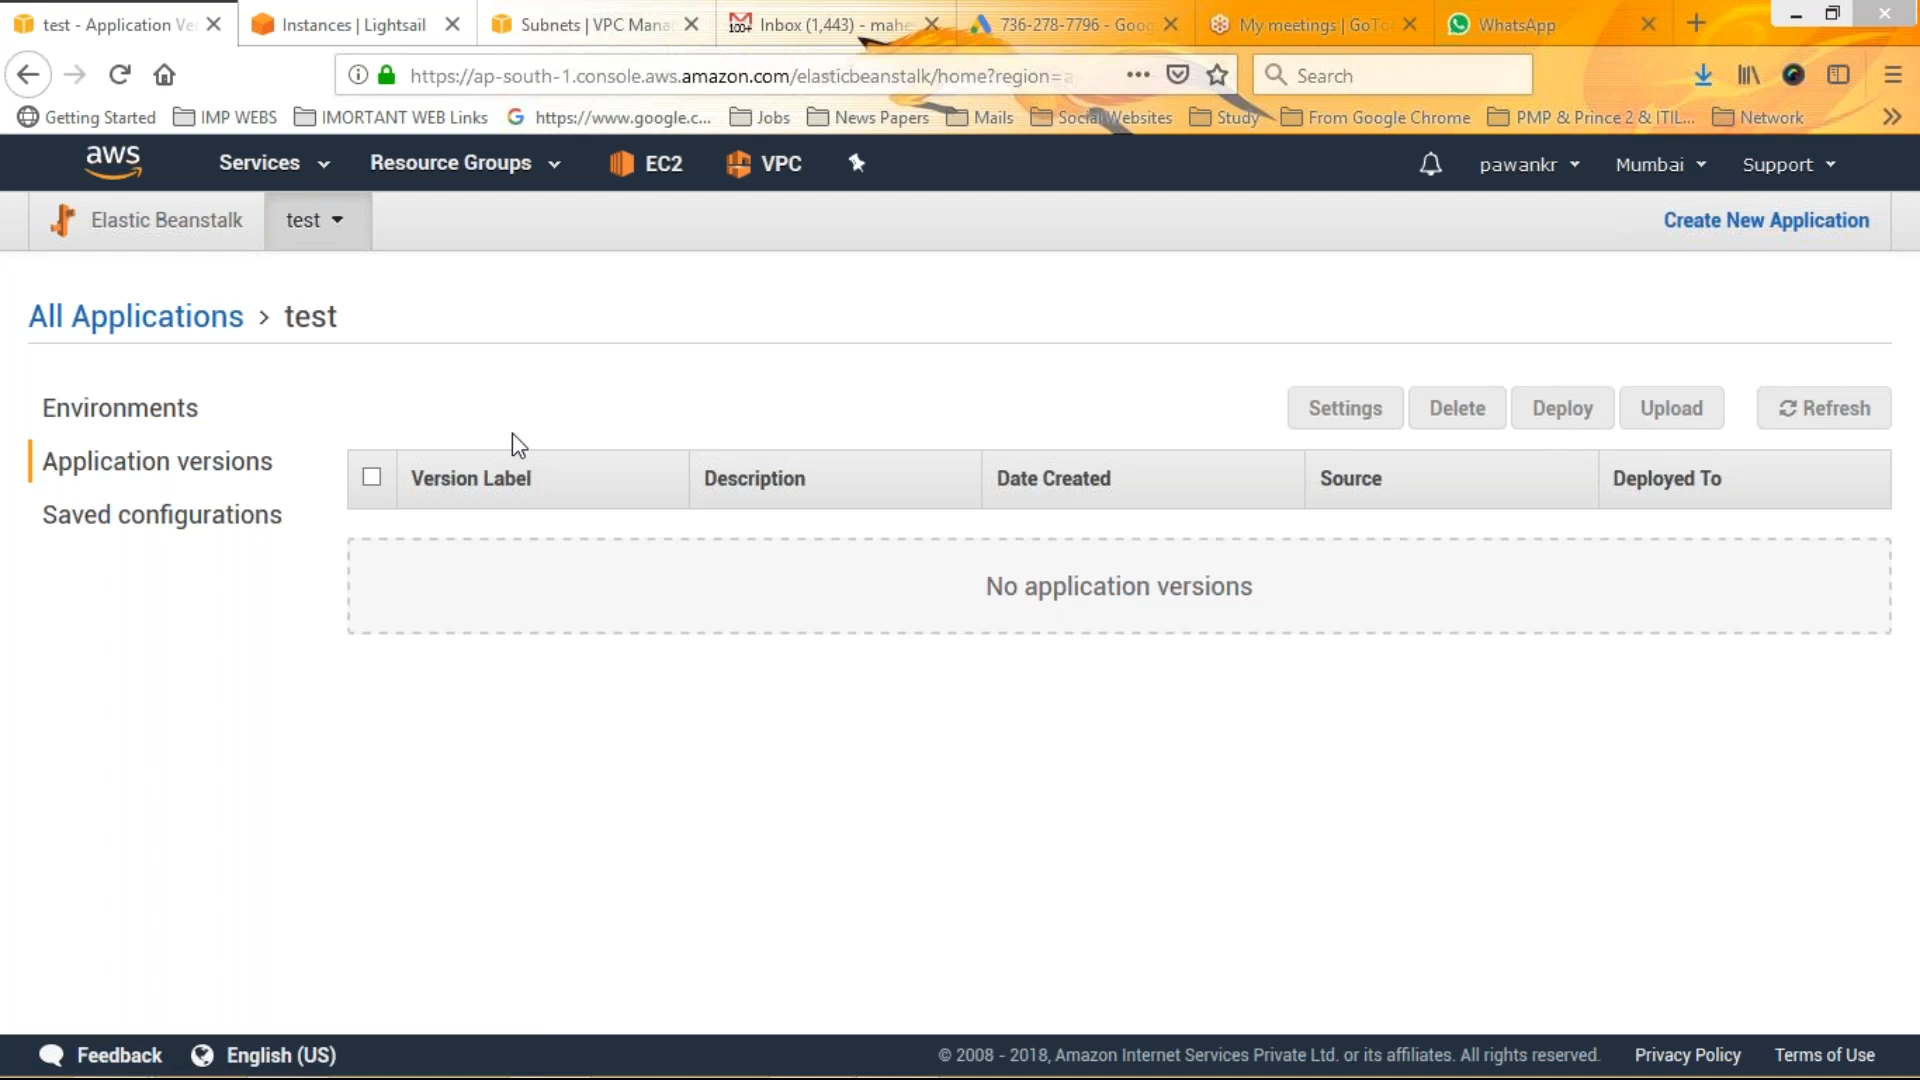 test - Application Ve
Instances | Lightsail
Subnets | VPC Mana
Inbox (1,443) - mahe
736-278-7796 - Goog
My meetings | GoTo
WhatsApp
https://ap-south-1.console.aws.amazon.com/elasticbeanstalk/home?region=a
Search
Getting Started
IMP WEBS
IMORTANT WEB Links
https://www.google.c...
Jobs
News Papers
Mails
Social Websites
Study
From Google Chrome
PMP & Prince 2 & ITIL...
Network
aws
Services
Resource Groups
EC2
VPC
pawankr
Mumbai
Support
Elastic Beanstalk
test
Create New Application
All Applications > test
Environments
Application versions
Saved configurations
Settings
Delete
Deploy
Upload
Refresh
Version Label
Description
Date Created
Source
Deployed To
No application versions
Feedback
English (US)
© 2008 - 2018, Amazon Internet Services Private Ltd. or its affiliates. All rights reserved.
Privacy Policy
Terms of Use